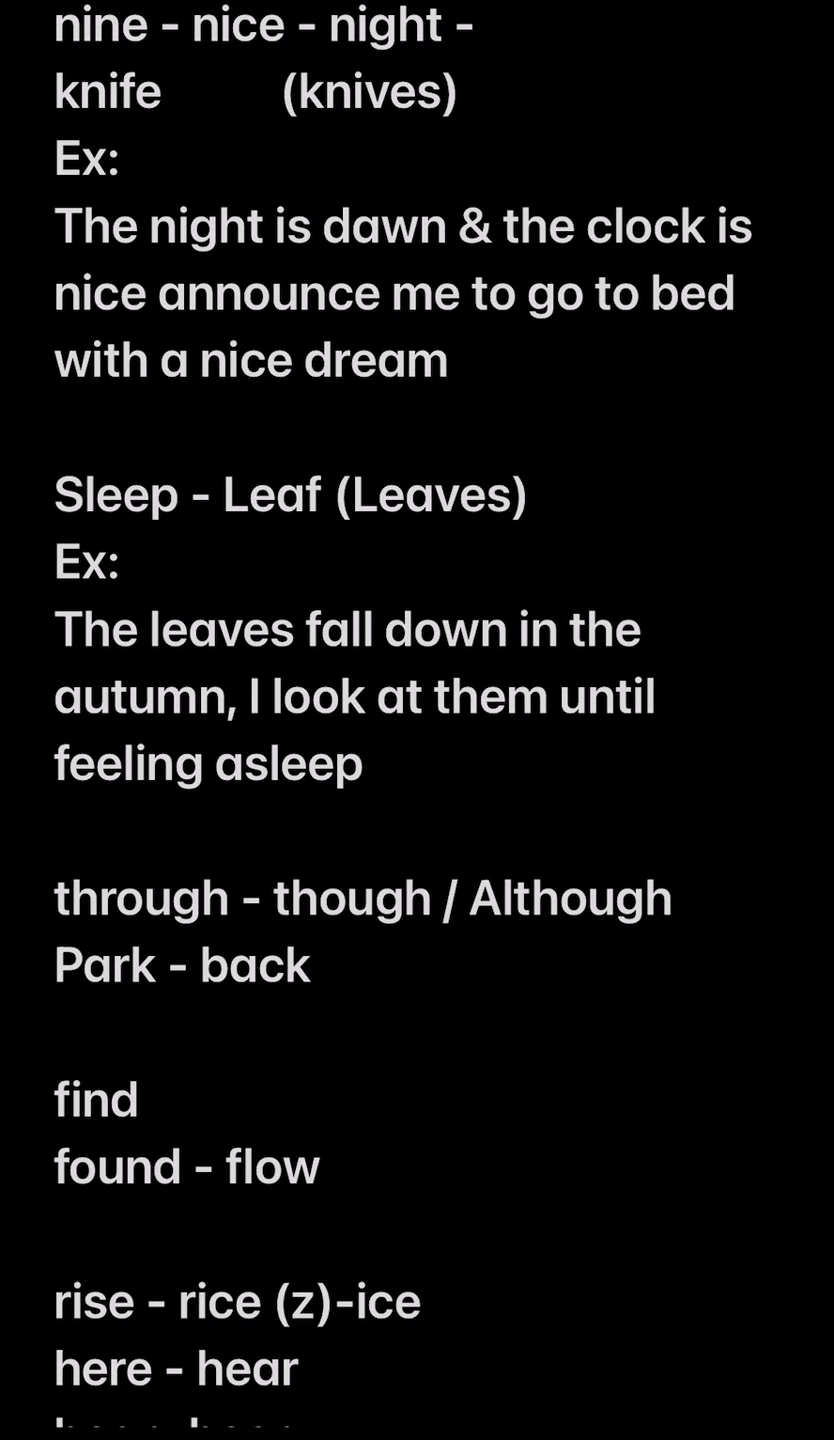 nine - nice - night -
knife (knives)
Ex:
The night is dawn & the clock is
nice announce me to go to bed
with a nice dream
Sleep - Leaf (Leaves)
Ex:
The leaves fall down in the
autumn, I look at them until
feeling asleep
through - though / Although
Park - back
find
found - flow
rise - rice (z)-ice
here - hear